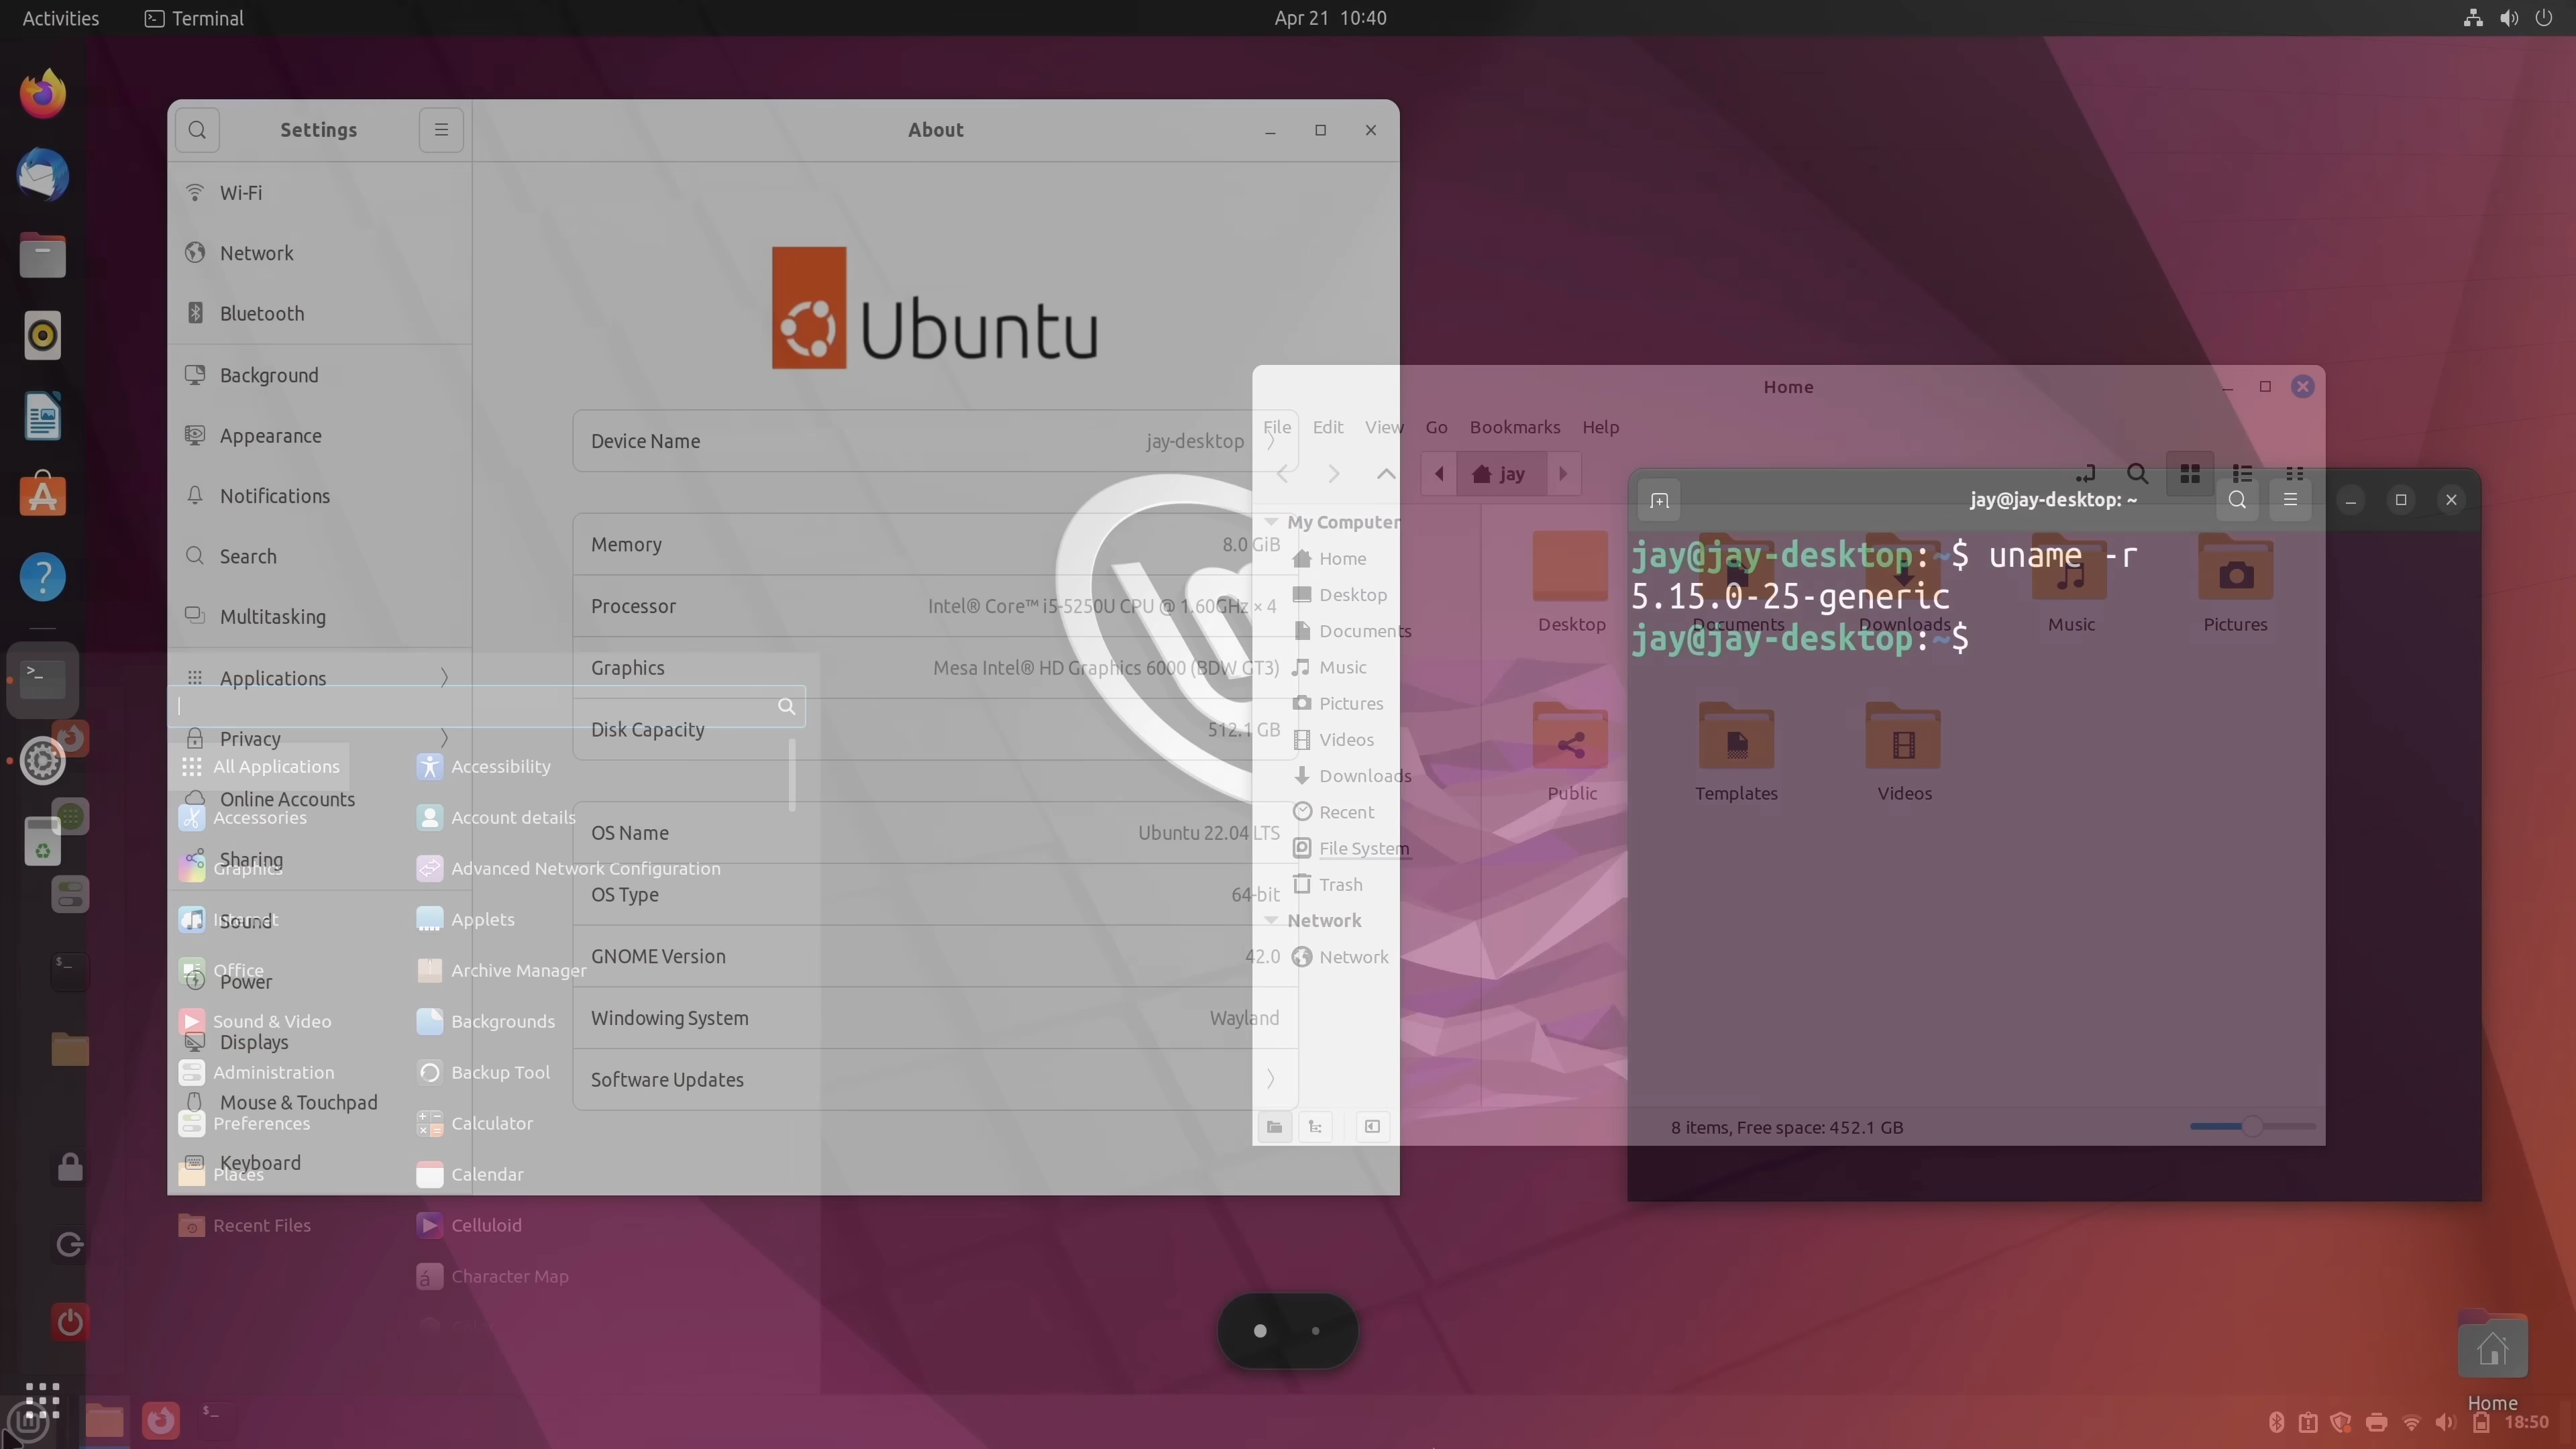 Activities
Terminal
Apr 21 10:40
Settings
About
Wi-Fi
Network
Bluetooth
Background
Appearance
Notifications
Search
Multitasking
Applications
Privacy
Online Accounts
Sharing
Sound
Power
Displays
Mouse & Touchpad
Keyboard
Ubuntu
Device Name
jay-desktop
Memory
8.0 GiB
Processor
Intel® Core™ i5-5250U CPU @ 1.60GHz × 4
Graphics
Mesa Intel® HD Graphics 6000 (BDW GT3)
Disk Capacity
512.1 GB
OS Name
Ubuntu 22.04 LTS
OS Type
64-bit
GNOME Version
42.0
Windowing System
Wayland
Software Updates
All Applications
Accessories
Graphics
Internet
Office
Sound & Video
Administration
Preferences
Places
Recent Files
Accessibility
Account details
Advanced Network Configuration
Applets
Archive Manager
Backgrounds
Backup Tool
Calculator
Calendar
Celluloid
Character Map
Home
File Edit View Go Bookmarks Help
jay
My Computer
Home
Desktop
Documents
Music
Pictures
Videos
Downloads
Recent
File System
Trash
Network
Network
Desktop
Documents
Downloads
Music
Pictures
Public
Templates
Videos
8 items, Free space: 452.1 GB
jay@jay-desktop: ~
jay@jay-desktop:~$ uname -r
5.15.0-25-generic
jay@jay-desktop:~$
Home
18:50